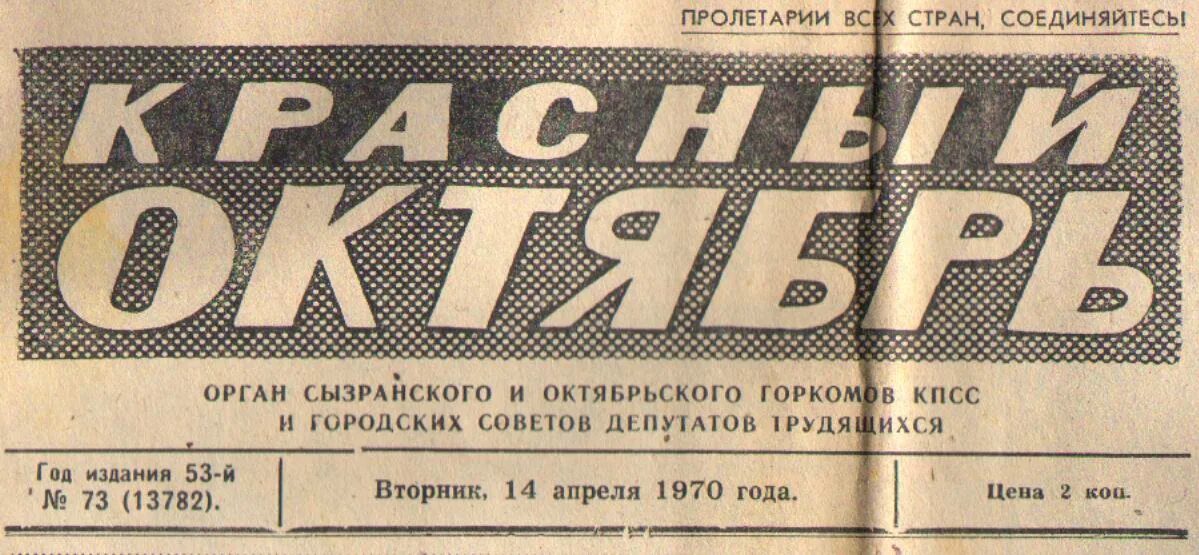 ПРОЛЕТАРИИ ВСЕХ СТРАН, СОЕДИНЯЙТЕСЬ!
КРАСНЫЙ
ОКТЯБРЬ
ОРГАН СЫЗРАНСКОГО И ОКТЯБРЬСКОГО ГОРКОМОВ КПСС
И ГОРОДСКИХ СОВЕТОВ ДЕПУТАТОВ ТРУДЯЩИХСЯ
Год издания 53-й
№ 73 (13782).
Вторник, 14 апреля 1970 года.
Цена 2 коп.